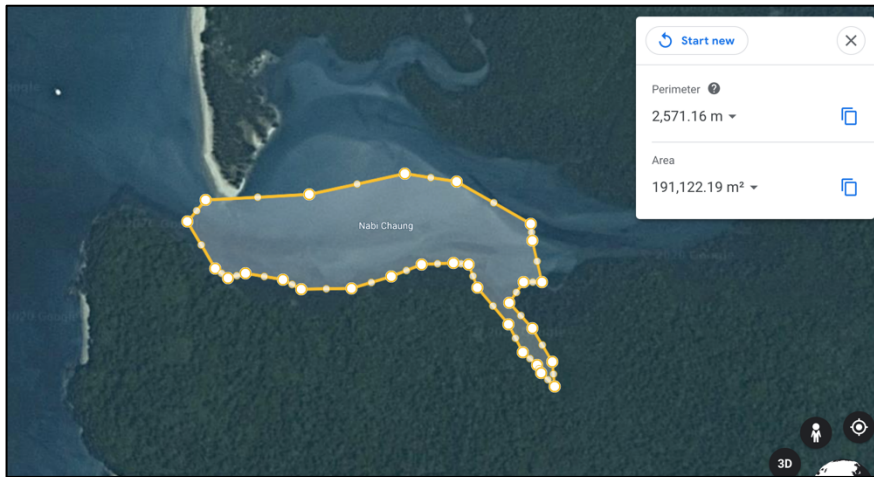 Start new
Perimeter
2,571.16 m
Area
191,122.19 m²
Nabi Chaung
3D